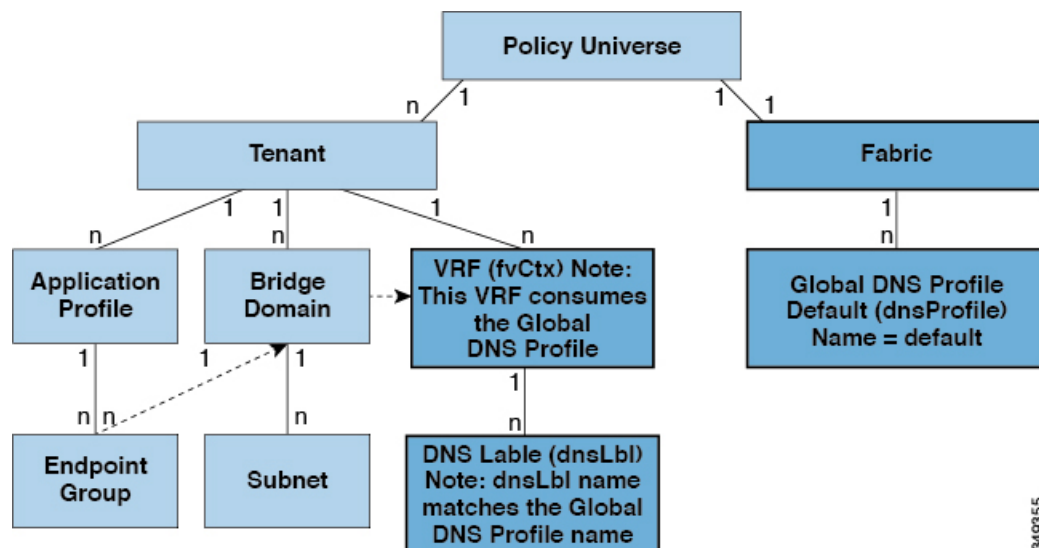 Policy Universe
n
1
1
1
Tenant
Fabric
1
1
1
1
n
n
n
n
Application
Profile
Bridge
Domain
VRF (fvCtx) Note:
This VRF consumes
the Global
DNS Profile
Global DNS Profile
Default (dnsProfile)
Name = default
1
1
1
1
n
n
n
n
Endpoint
Group
Subnet
DNS Lable (dnsLbl)
Note: dnsLbl name
matches the Global
DNS Profile name
349355